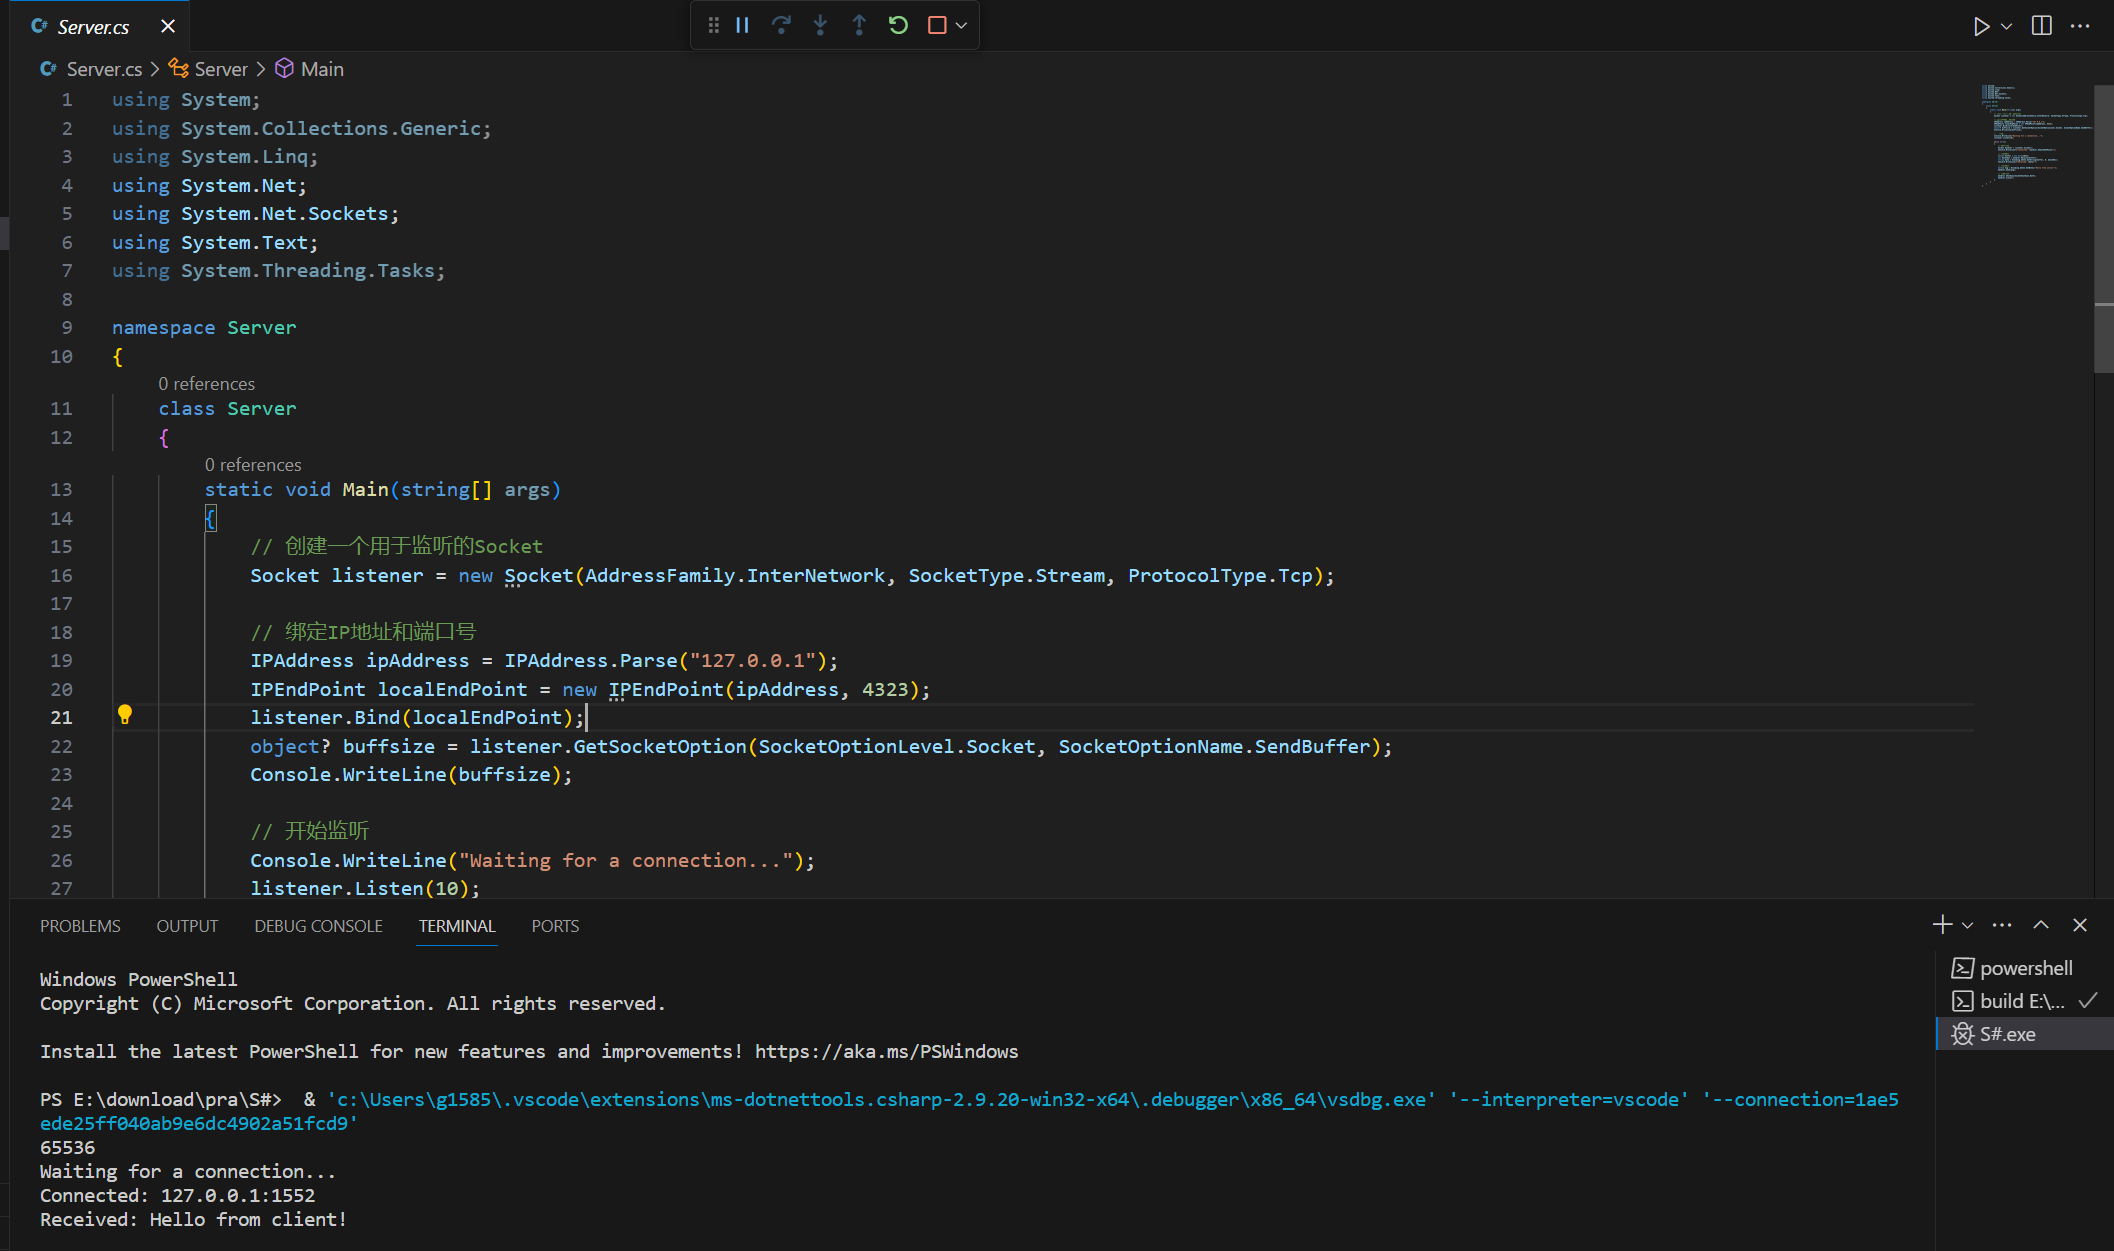 Server.cs
Server.cs > Server > Main
1 using System;
2 using System.Collections.Generic;
3 using System.Linq;
4 using System.Net;
5 using System.Net.Sockets;
6 using System.Text;
7 using System.Threading.Tasks;
8
9 namespace Server
10 {
0 references
11 class Server
12 {
0 references
13 static void Main(string[] args)
14 {
15 // 创建一个用于监听的Socket
16 Socket listener = new Socket(AddressFamily.InterNetwork, SocketType.Stream, ProtocolType.Tcp);
17
18 // 绑定IP地址和端口号
19 IPAddress ipAddress = IPAddress.Parse("127.0.0.1");
20 IPEndPoint localEndPoint = new IPEndPoint(ipAddress, 4323);
21 listener.Bind(localEndPoint);
22 object? buffsize = listener.GetSocketOption(SocketOptionLevel.Socket, SocketOptionName.SendBuffer);
23 Console.WriteLine(buffsize);
24
25 // 开始监听
26 Console.WriteLine("Waiting for a connection...");
27 listener.Listen(10);
PROBLEMS OUTPUT DEBUG CONSOLE TERMINAL PORTS
Windows PowerShell
Copyright (C) Microsoft Corporation. All rights reserved.
Install the latest PowerShell for new features and improvements! https://aka.ms/PSWindows
PS E:\download\pra\S#>  & 'c:\Users\g1585\.vscode\extensions\ms-dotnettools.csharp-2.9.20-win32-x64\.debugger\x86_64\vsdbg.exe' '--interpreter=vscode' '--connection=1ae5
ede25ff040ab9e6dc4902a51fcd9'
65536
Waiting for a connection...
Connected: 127.0.0.1:1552
Received: Hello from client!
powershell
build E:\...
S#.exe